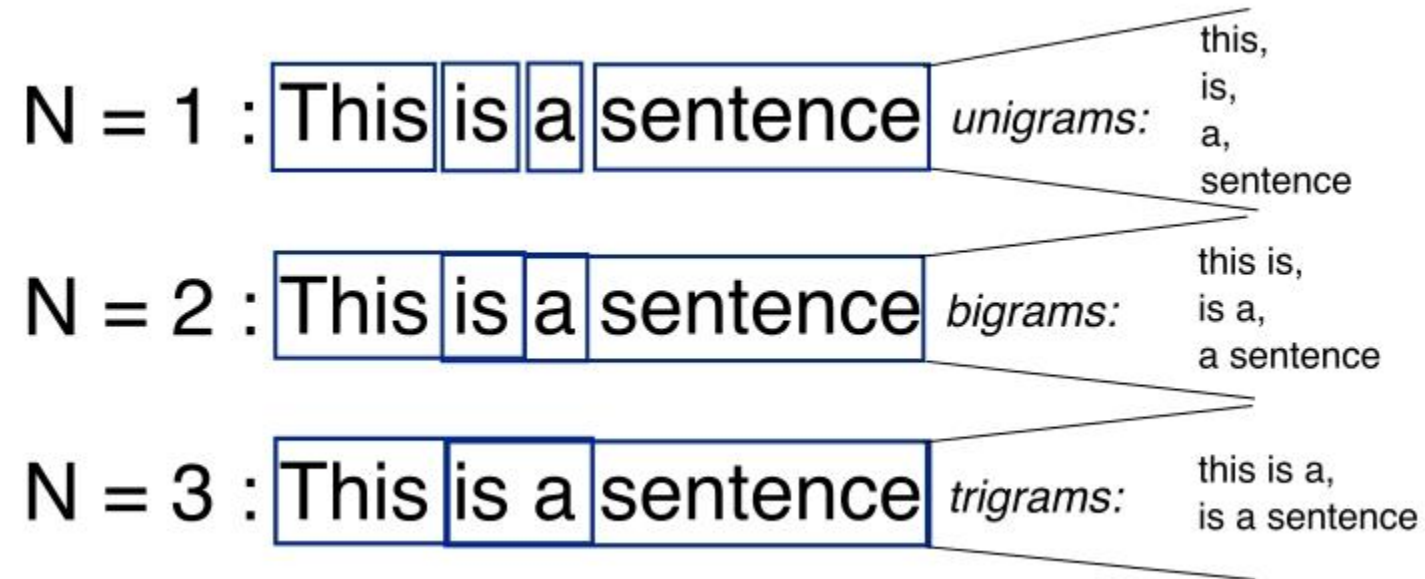 N = 1 : This is a sentence unigrams:
this,
is,
a,
sentence
N = 2 : This is a sentence bigrams:
this is,
is a,
a sentence
N = 3 : This is a sentence trigrams:
this is a,
is a sentence